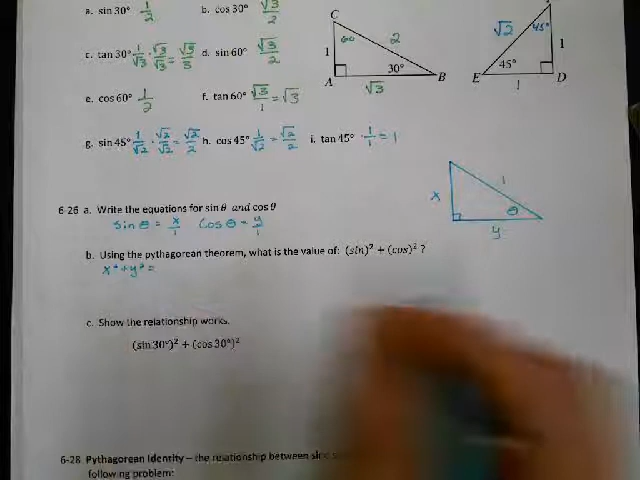 a. sin 30° 1/2 b. cos 30° √3/2
C
60 2
1
30°
A √3 B
√2 45°
1
45°
E 1 D
c. tan 30° 1/√3 · √3/√3 = √3/3 d. sin 60° √3/2
e. cos 60° 1/2 f. tan 60° √3/1 = √3
g. sin 45° 1/√2 · √2/√2 = √2/2 h. cos 45° 1/√2 = √2/2 i. tan 45° · 1/1 = 1
6-26 a. Write the equations for sin θ and cos θ
sin θ = x/1 Cos θ = y/1
x 1
θ
y
b. Using the pythagorean theorem, what is the value of: (sin)² + (cos)² ?
x² + y² =
c. Show the relationship works.
(sin 30°)² + (cos 30°)²
6-28 Pythagorean Identity – the relationship between sine
following problem: